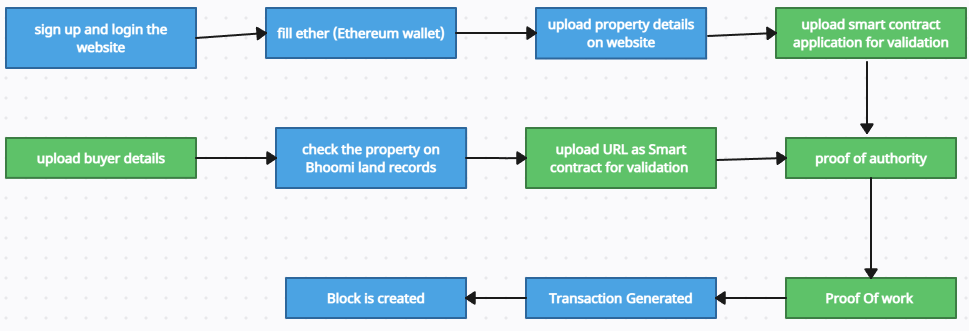 sign up and login the
website
fill ether (Ethereum wallet)
upload property details
on website
upload smart contract
application for validation
upload buyer details
check the property on
Bhoomi land records
upload URL as Smart
contract for validation
proof of authority
Block is created
Transaction Generated
Proof Of work